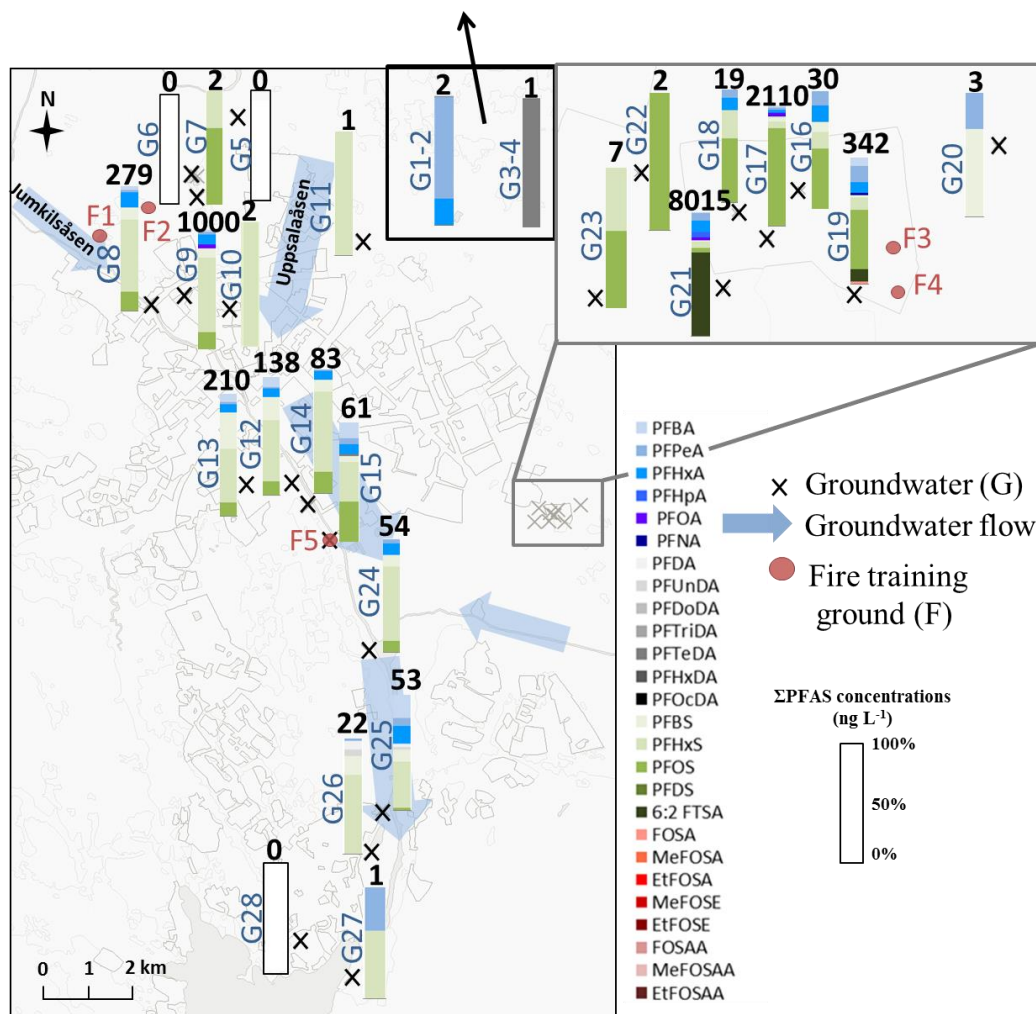 N
0
2
0
1
2
1
G6
G7
G5
G11
G1-2
G3-4
279
F1
F2
Jumkilsåsen
G8
1000
G9
G10
2
Uppsalaåsen
2
19
2110
30
3
G22
G18
G17
G16
G20
7
342
G23
8015
G21
G19
F3
F4
210
138
83
61
G13
G12
G14
G15
F5
54
G24
53
22
G25
G26
0
1
G28
G27
0 1 2 km
PFBA
PFPeA
PFHxA
PFHpA
PFOA
PFNA
PFDA
PFUnDA
PFDoDA
PFTriDA
PFTeDA
PFHxDA
PFOcDA
PFBS
PFHxS
PFOS
PFDS
6:2 FTSA
FOSA
MeFOSA
EtFOSA
MeFOSE
EtFOSE
FOSAA
MeFOSAA
EtFOSAA
Groundwater (G)
Groundwater flow
Fire training
ground (F)
ΣPFAS concentrations
(ng L⁻¹)
100%
50%
0%